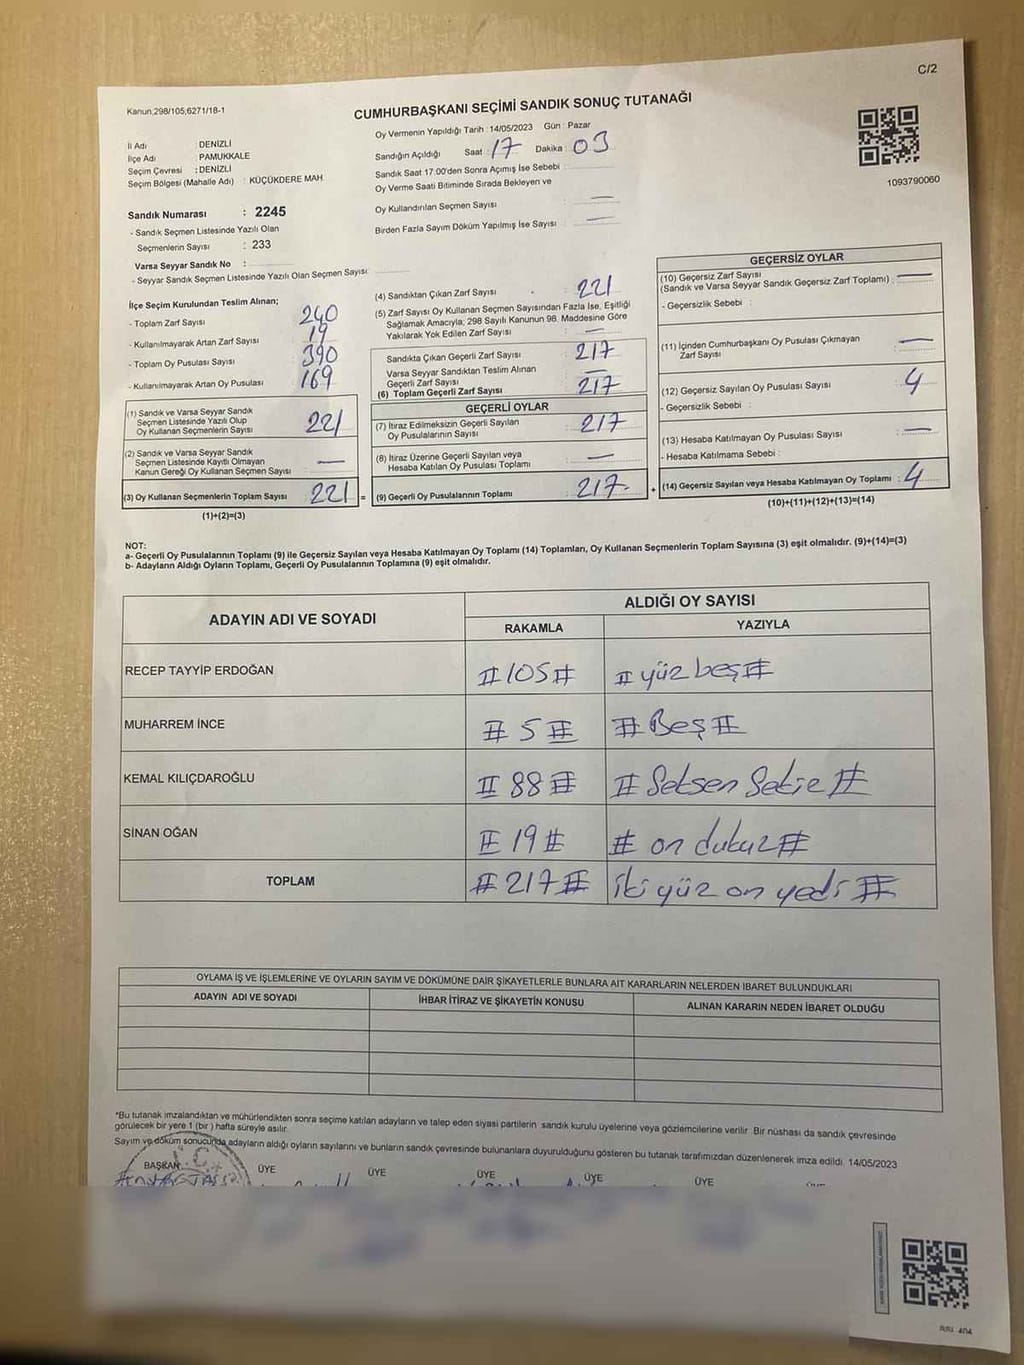 C/2
Kanun,298/105;6271/18-1
CUMHURBAŞKANI SEÇİMİ SANDIK SONUÇ TUTANAĞI
İl Adı DENİZLİ
İlçe Adı PAMUKKALE
Seçim Çevresi : DENİZLİ
Seçim Bölgesi (Mahalle Adı) : KÜÇÜKDERE MAH.
Sandık Numarası : 2245
- Sandık Seçmen Listesinde Yazılı Olan
Seçmenlerin Sayısı : 233
Varsa Seyyar Sandık No :
- Seyyar Sandık Seçmen Listesinde Yazılı Olan Seçmen Sayısı
Oy Vermenin Yapıldığı Tarih : 14/05/2023 Gün : Pazar
Sandığın Açıldığı Saat : 17 Dakika : 03
Sandık Saat 17:00'den Sonra Açımış İse Sebebi
Oy Verme Saati Bitiminde Sırada Bekleyen ve
Oy Kullandırılan Seçmen Sayısı : —
Birden Fazla Sayım Döküm Yapılmış İse Sayısı : —
1093790060
İlçe Seçim Kurulundan Teslim Alınan;
- Toplam Zarf Sayısı 240
- Kullanılmayarak Artan Zarf Sayısı 19
- Toplam Oy Pusulası Sayısı 390
- Kullanılmayarak Artan Oy Pusulası 169
(1) Sandık ve Varsa Seyyar Sandık
Seçmen Listesinde Yazılı Olup
Oy Kullanan Seçmenlerin Sayısı 221
(2) Sandık ve Varsa Seyyar Sandık
Seçmen Listesinde Kayıtlı Olmayan
Kanun Gereği Oy Kullanan Seçmen Sayısı —
(3) Oy Kullanan Seçmenlerin Toplam Sayısı 221 =
(1)+(2)=(3)
(4) Sandıktan Çıkan Zarf Sayısı : 221
(5) Zarf Sayısı Oy Kullanan Seçmen Sayısından Fazla İse, Eşitliği
Sağlamak Amacıyla, 298 Sayılı Kanunun 98. Maddesine Göre
Yakılarak Yok Edilen Zarf Sayısı : —
Sandıkta Çıkan Geçerli Zarf Sayısı : 217
Varsa Seyyar Sandıktan Teslim Alınan
Geçerli Zarf Sayısı : —
(6) Toplam Geçerli Zarf Sayısı : 217
GEÇERLİ OYLAR
(7) İtiraz Edilmeksizin Geçerli Sayılan
Oy Pusulalarının Sayısı : 217
(8) İtiraz Üzerine Geçerli Sayılan veya
Hesaba Katılan Oy Pusulası Toplamı : —
(9) Geçerli Oy Pusulalarının Toplamı : 217 +
GEÇERSİZ OYLAR
(10) Geçersiz Zarf Sayısı
(Sandık ve Varsa Seyyar Sandık Geçersiz Zarf Toplamı) : —
- Geçersizlik Sebebi :
(11) İçinden Cumhurbaşkanı Oy Pusulası Çıkmayan
Zarf Sayısı : —
(12) Geçersiz Sayılan Oy Pusulası Sayısı : 4
- Geçersizlik Sebebi :
(13) Hesaba Katılmayan Oy Pusulası Sayısı : —
- Hesaba Katılmama Sebebi :
(14) Geçersiz Sayılan veya Hesaba Katılmayan Oy Toplamı : 4
(10)+(11)+(12)+(13)=(14)
NOT:
a- Geçerli Oy Pusulalarının Toplamı (9) ile Geçersiz Sayılan veya Hesaba Katılmayan Oy Toplamı (14) Toplamları, Oy Kullanan Seçmenlerin Toplam Sayısına (3) eşit olmalıdır. (9)+(14)=(3)
b- Adayların Aldığı Oyların Toplamı, Geçerli Oy Pusulalarının Toplamına (9) eşit olmalıdır.
ADAYIN ADI VE SOYADI ALDIĞI OY SAYISI
RAKAMLA YAZIYLA
RECEP TAYYİP ERDOĞAN #105# # yüz beş #
MUHARREM İNCE # 5 # # Beş #
KEMAL KILIÇDAROĞLU # 88 # # Seksen Sekiz #
SİNAN OĞAN # 19 # # on dukuz #
TOPLAM # 217 # iki yüz on yedi #
OYLAMA İŞ VE İŞLEMLERİNE VE OYLARIN SAYIM VE DÖKÜMÜNE DAİR ŞİKAYETLERLE BUNLARA AİT KARARLARIN NELERDEN İBARET BULUNDUKLARI
ADAYIN ADI VE SOYADI İHBAR İTİRAZ VE ŞİKAYETİN KONUSU ALINAN KARARIN NEDEN İBARET OLDUĞU
*Bu tutanak imzalandıktan ve mühürlendikten sonra seçime katılan adayların ve talep eden siyasi partilerin sandık kurulu üyelerine veya gözlemcilerine verilir. Bir nüshası da sandık çevresinde
görülecek bir yere 1 (bir) hafta süreyle asılır.
Sayım ve döküm sonucunda adayların aldığı oyların sayılarını ve bunların sandık çevresinde bulunanlara duyurulduğunu gösteren bu tutanak tarafımızdan düzenlenerek imza edildi. 14/05/2023
BAŞKAN ÜYE ÜYE ÜYE ÜYE ÜYE
T.C.